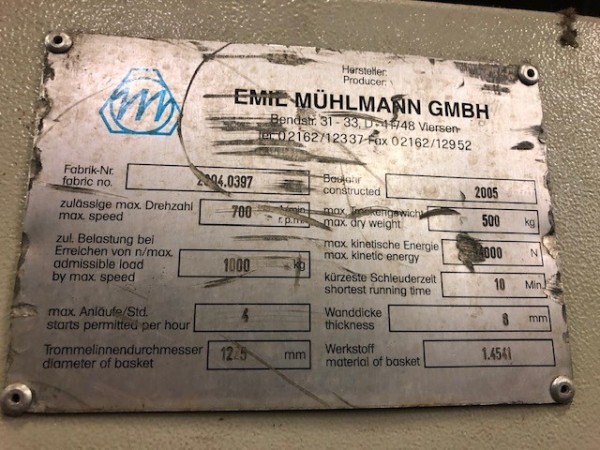 Hersteller:
Producer:
EMIL MÜHLMANN GMBH
Bendstr. 31 - 33, D-41748 Viersen
Tel. 02162/12337 Fax 02162/12952
Fabrik-Nr.
fabric no. .0397
Baujahr
constructed 2005
zulässige max. Drehzahl
max. speed 700 1/min
r.p.m.
max. Trockengewicht
max. dry weight 500 kg
zul. Belastung bei
Erreichen von n/max.
admissible load
by max. speed 1000 kg
max. kinetische Energie
max. kinetic energy 000 N
kürzeste Schleuderzeit
shortest running time 10 Min.
max. Anläufe/Std.
starts permitted per hour 4
Wanddicke
thickness 8 mm
Trommelinnendurchmesser
diameter of basket mm
Werkstoff
material of basket 1.4541